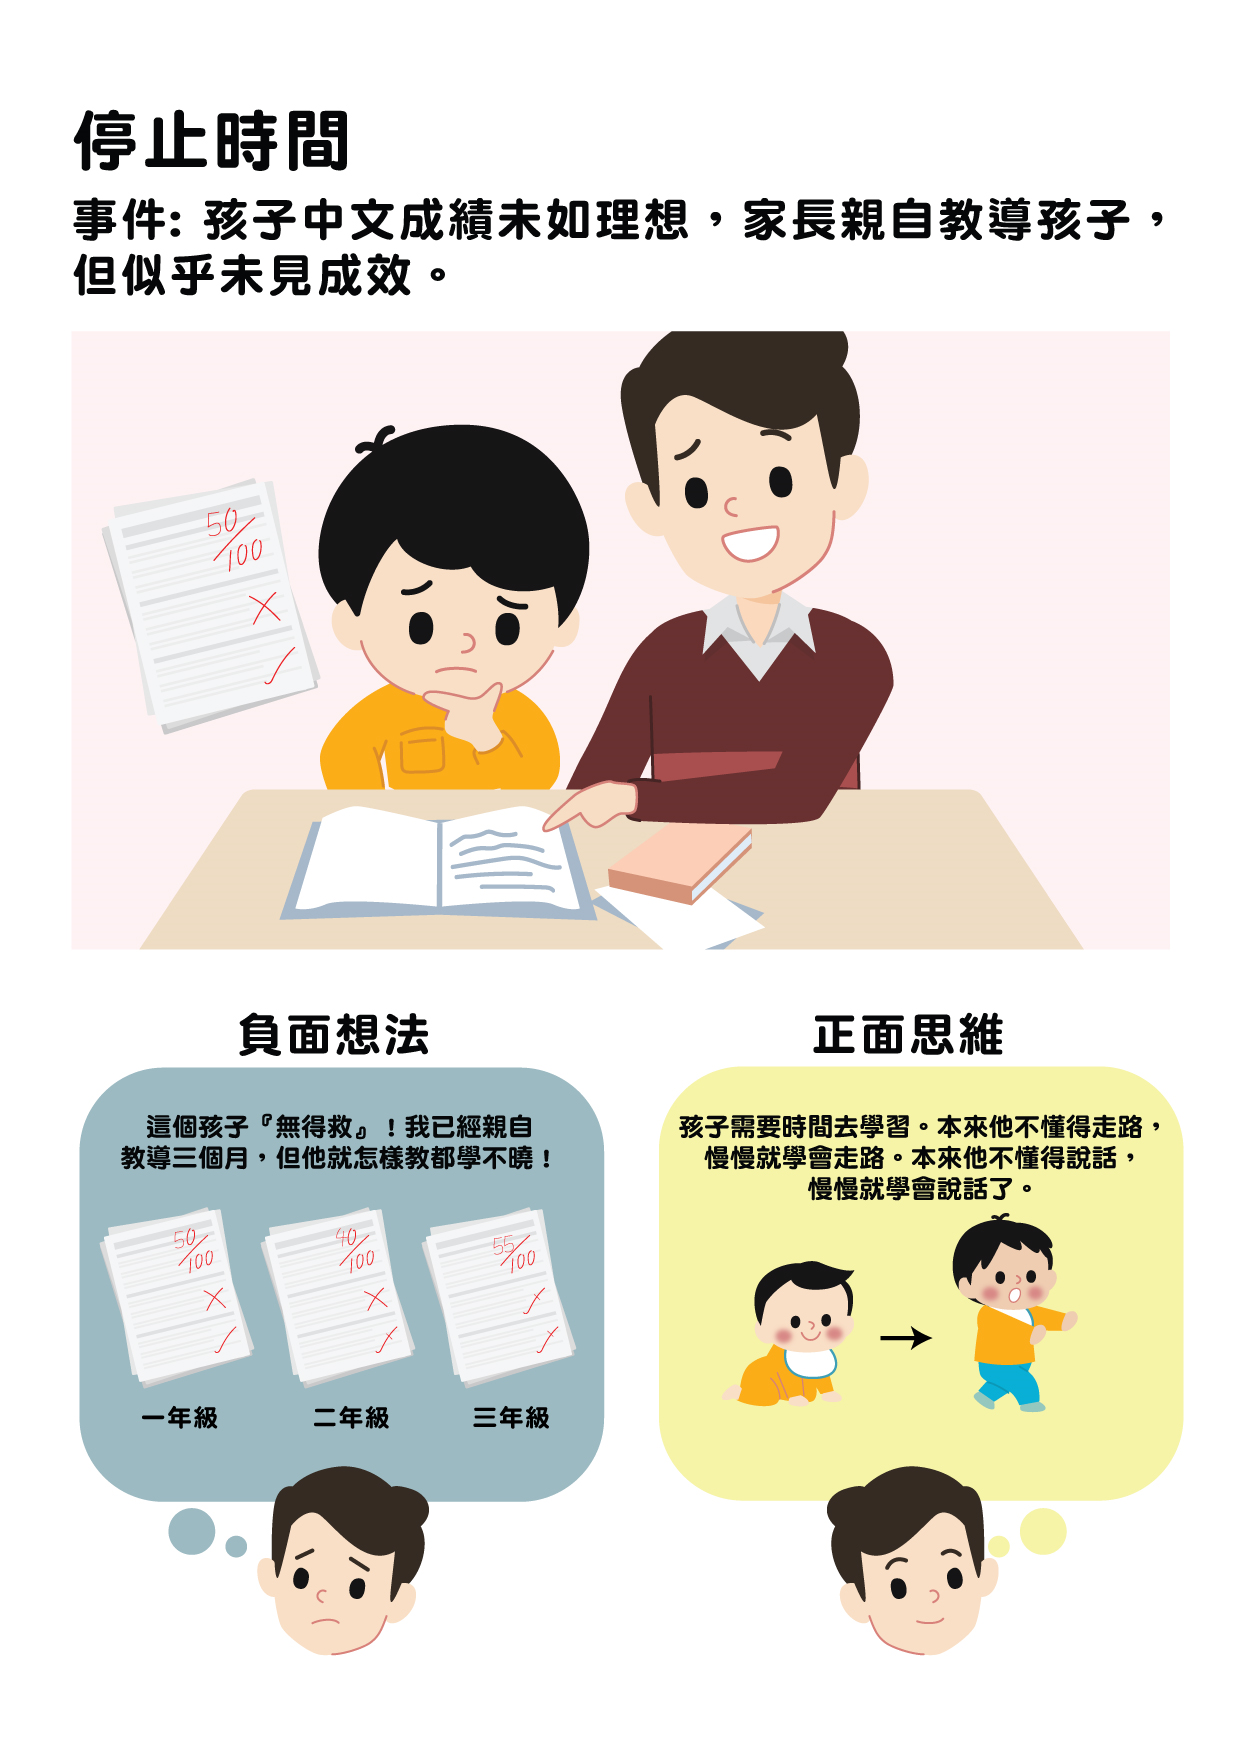 停止時間
事件: 孩子中文成績未如理想，家長親自教導孩子，
但似乎未見成效。
50/100
負面想法
這個孩子『無得救』！我已經親自
教導三個月，但他就怎樣教都學不曉！
50/100
40/100
55/100
一年級
二年級
三年級
正面思維
孩子需要時間去學習。本來他不懂得走路，
慢慢就學會走路。本來他不懂得說話，
慢慢就學會說話了。